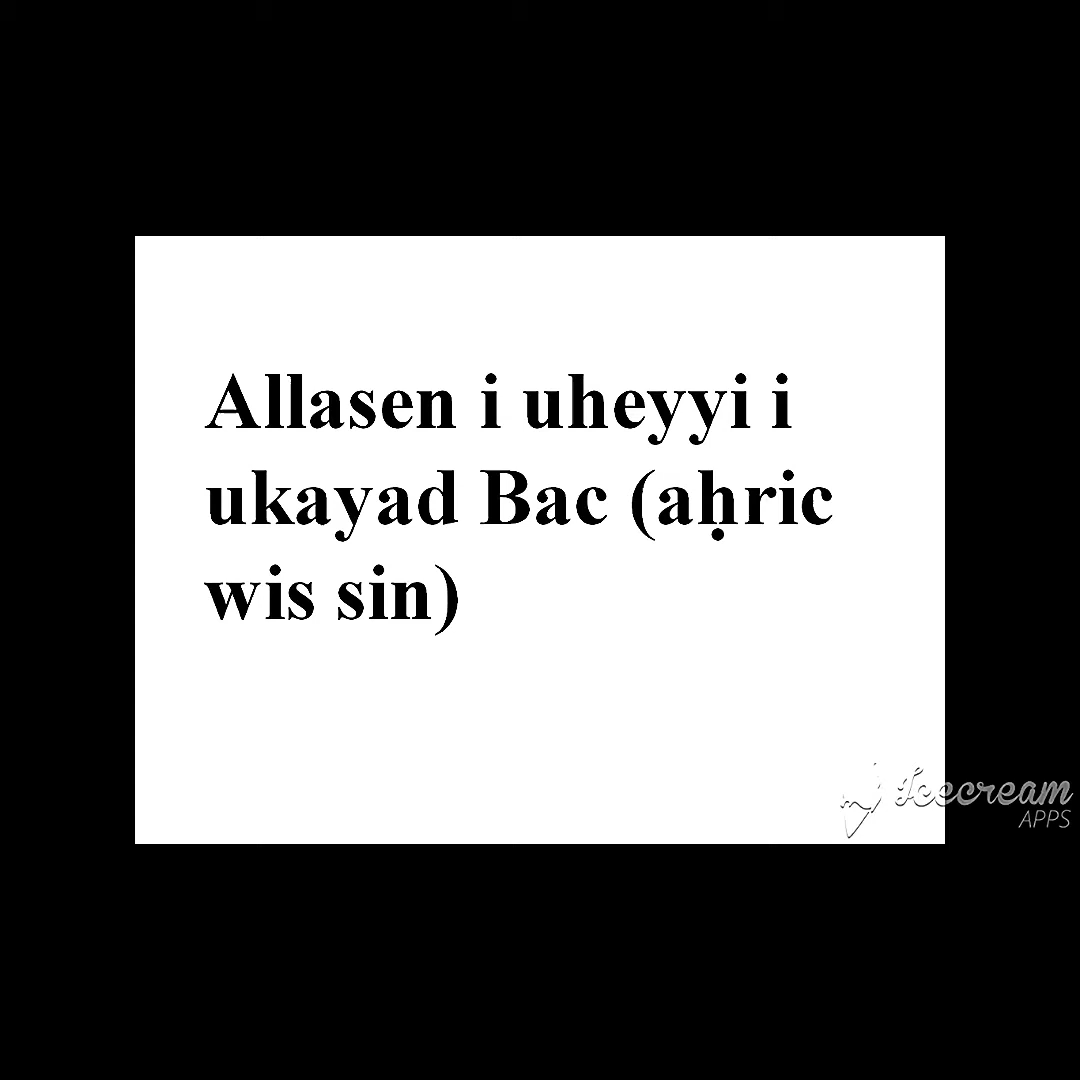 Allasen i uheyyi i
ukayad Bac (aḥric
wis sin)
Icecream
APPS